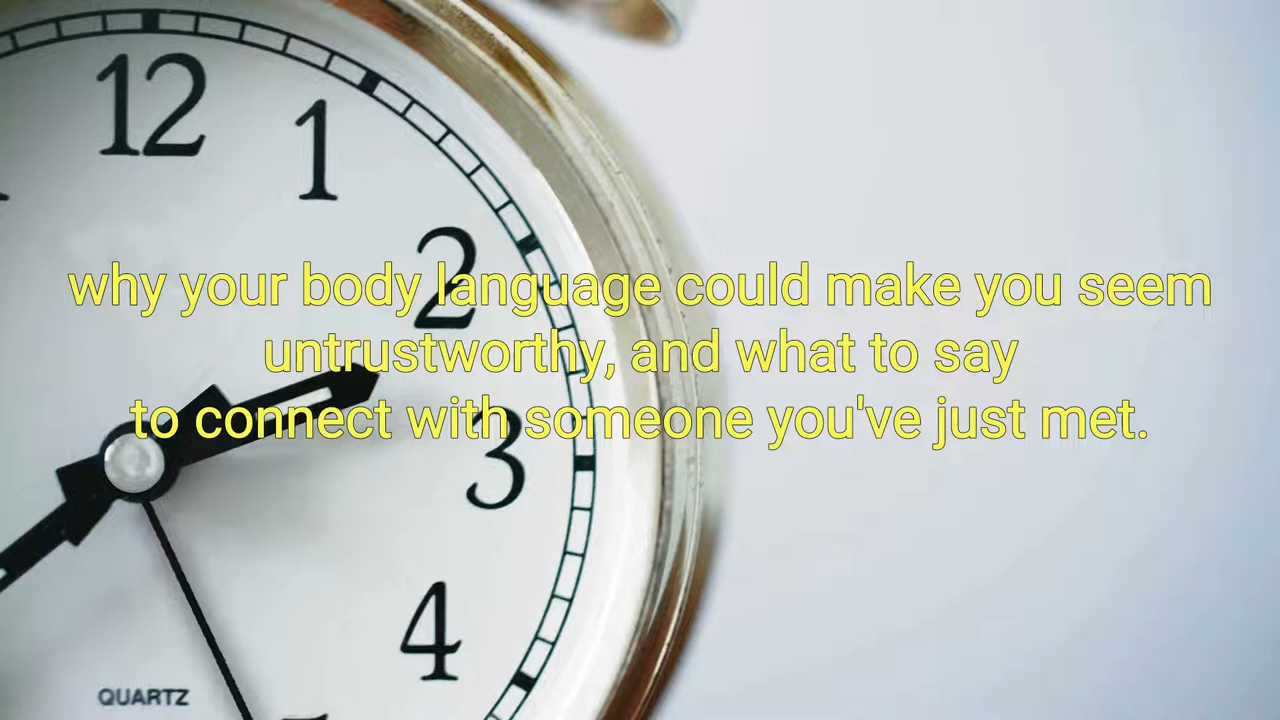 12
1
2
why your body language could make you seem
untrustworthy, and what to say
to connect with someone you've just met.
3
4
QUARTZ